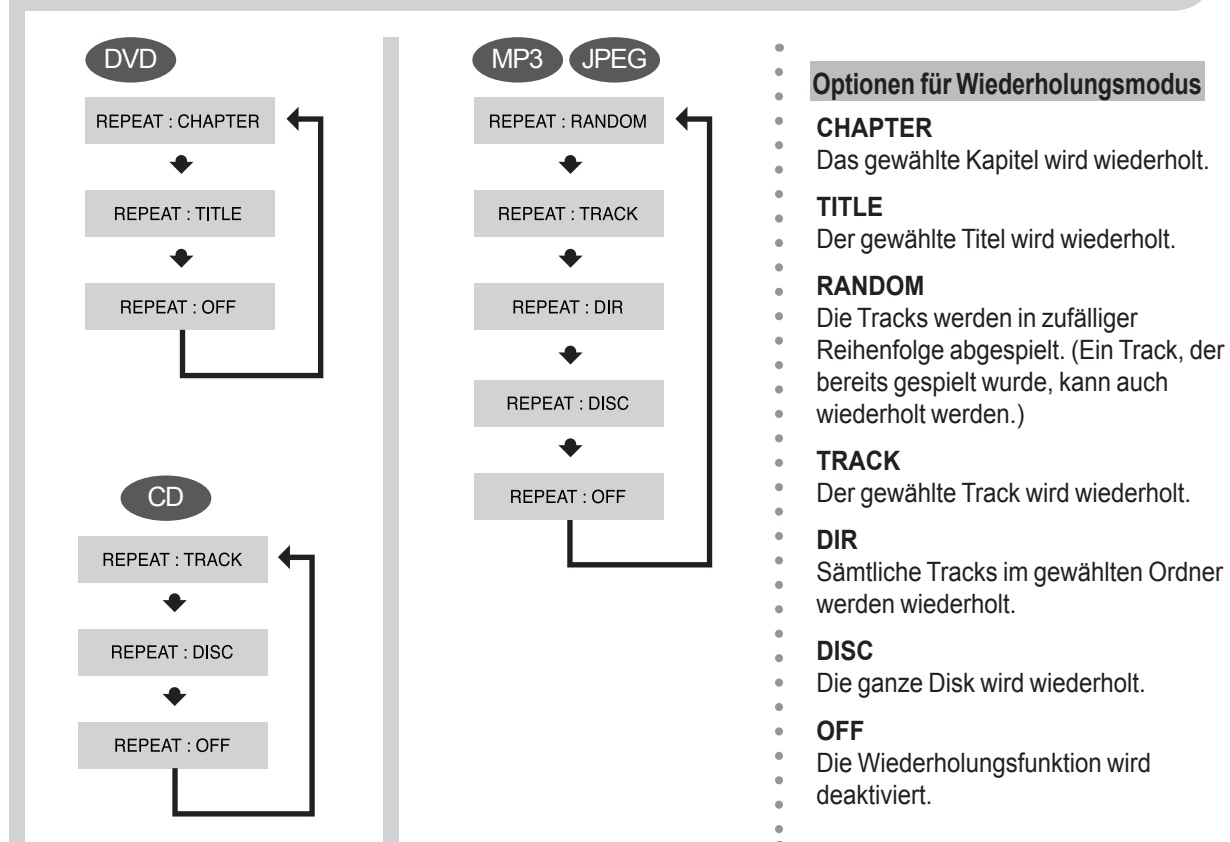 DVD
REPEAT : CHAPTER
REPEAT : TITLE
REPEAT : OFF
CD
REPEAT : TRACK
REPEAT : DISC
REPEAT : OFF
MP3 JPEG
REPEAT : RANDOM
REPEAT : TRACK
REPEAT : DIR
REPEAT : DISC
REPEAT : OFF
Optionen für Wiederholungsmodus
CHAPTER
Das gewählte Kapitel wird wiederholt.
TITLE
Der gewählte Titel wird wiederholt.
RANDOM
Die Tracks werden in zufälliger
Reihenfolge abgespielt. (Ein Track, der
bereits gespielt wurde, kann auch
wiederholt werden.)
TRACK
Der gewählte Track wird wiederholt.
DIR
Sämtliche Tracks im gewählten Ordner
werden wiederholt.
DISC
Die ganze Disk wird wiederholt.
OFF
Die Wiederholungsfunktion wird
deaktiviert.